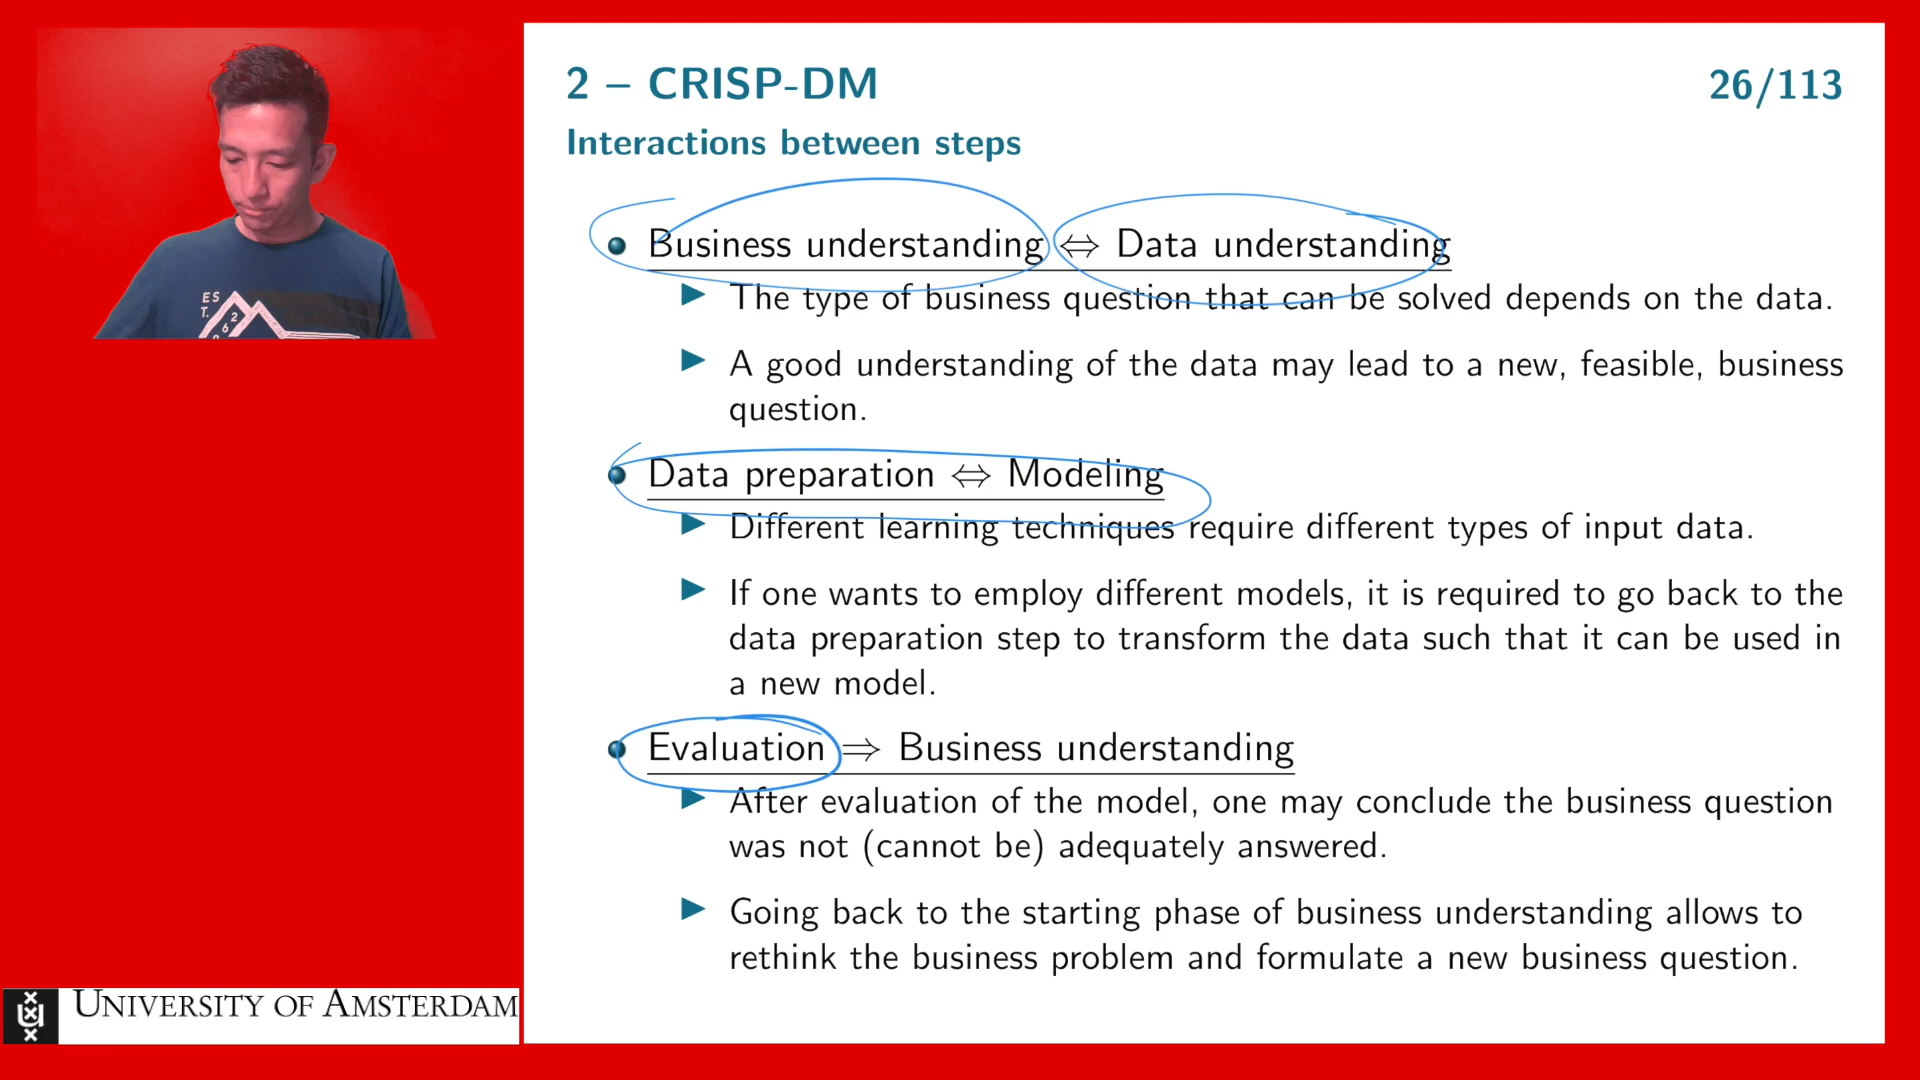 2 – CRISP-DM
26/113
Interactions between steps
Business understanding ⇔ Data understanding
The type of business question that can be solved depends on the data.
A good understanding of the data may lead to a new, feasible, business
question.
Data preparation ⇔ Modeling
Different learning techniques require different types of input data.
If one wants to employ different models, it is required to go back to the
data preparation step to transform the data such that it can be used in
a new model.
Evaluation ⇒ Business understanding
After evaluation of the model, one may conclude the business question
was not (cannot be) adequately answered.
Going back to the starting phase of business understanding allows to
rethink the business problem and formulate a new business question.
ES
T.
2
6
UNIVERSITY OF AMSTERDAM